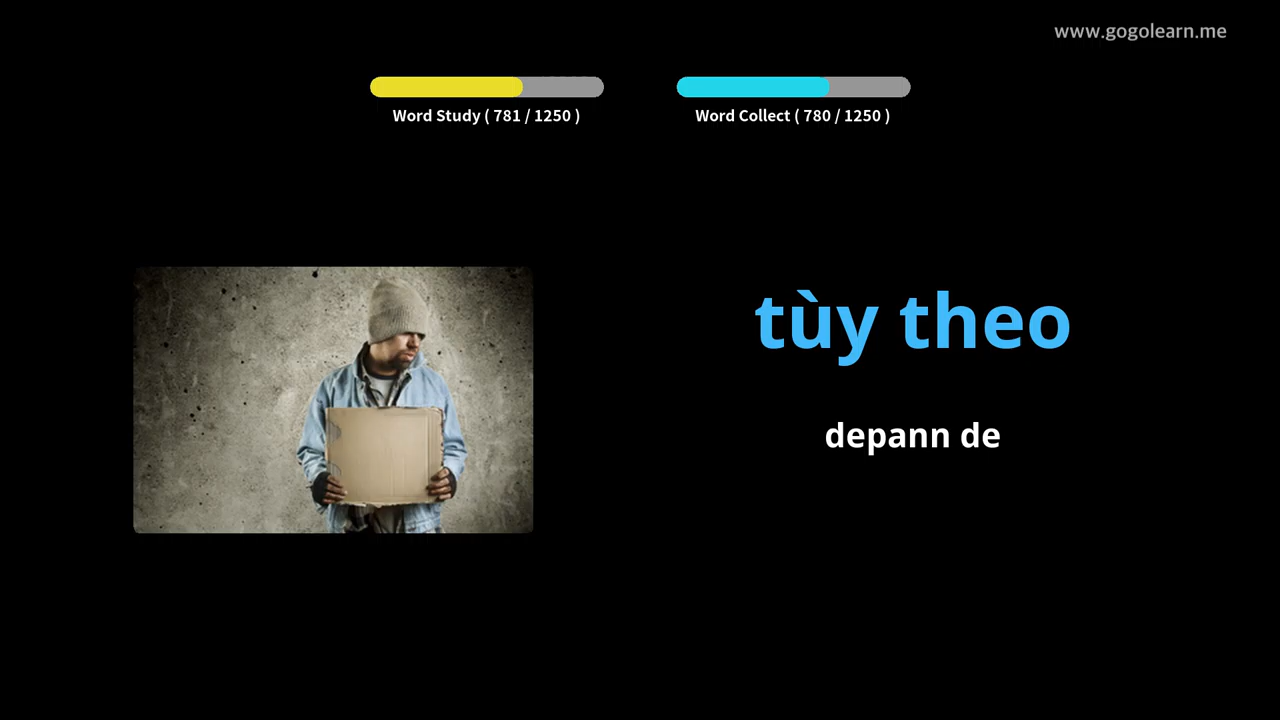 www.gogolearn.me
Word Study ( 781 / 1250 )
Word Collect ( 780 / 1250 )
tùy theo
depann de